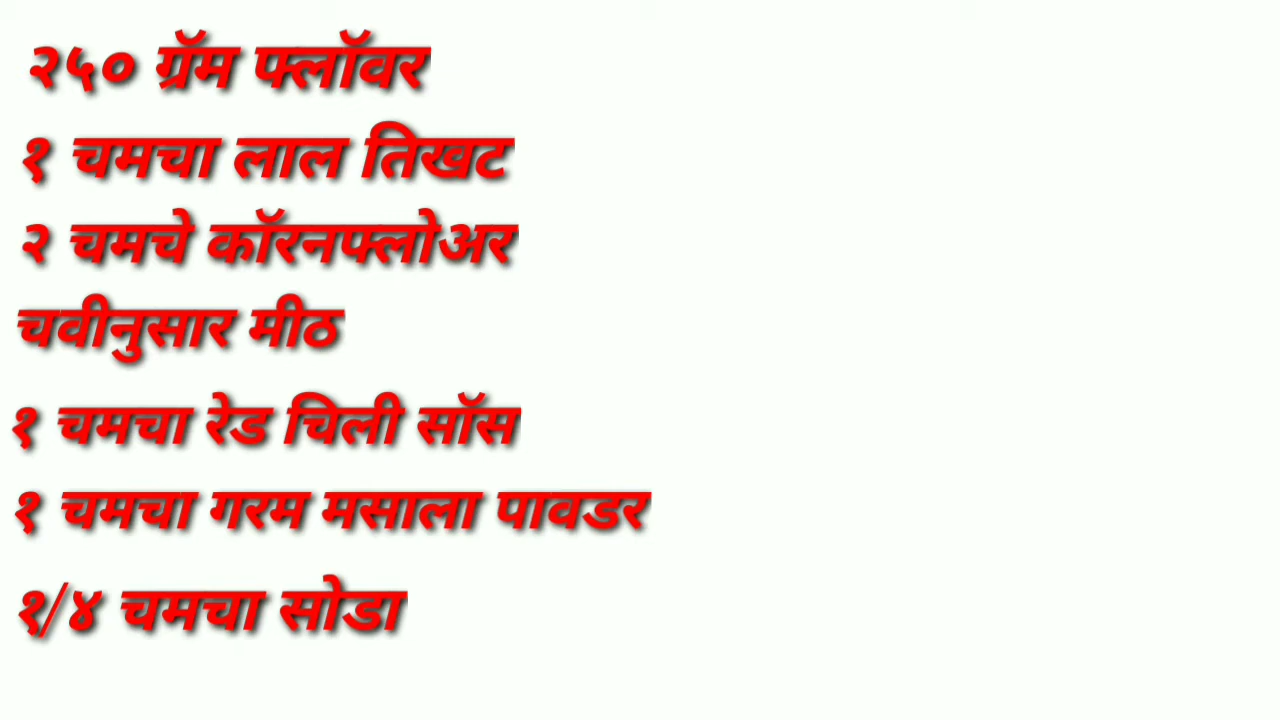 २५० ग्रॅम फ्लॉवर
१ चमचा लाल तिखट
२ चमचे कॉरनफ्लोअर
चवीनुसार मीठ
१ चमचा रेड चिली सॉस
१ चमचा गरम मसाला पावडर
१/४ चमचा सोडा